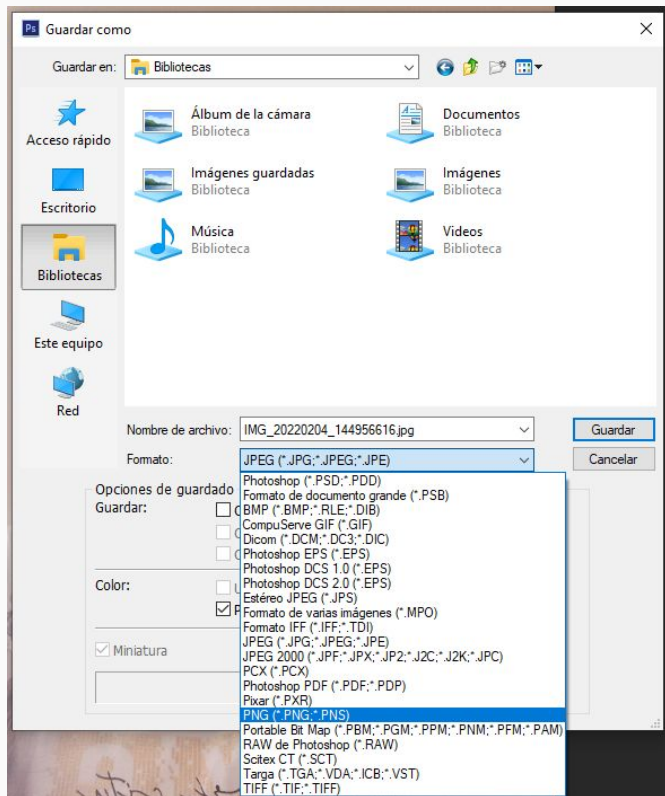 Ps Guardar como
Guardar en: Bibliotecas
Acceso rápido
Escritorio
Bibliotecas
Este equipo
Red
Álbum de la cámara
Biblioteca
Documentos
Biblioteca
Imágenes guardadas
Biblioteca
Imágenes
Biblioteca
Música
Biblioteca
Videos
Biblioteca
Nombre de archivo: IMG_20220204_144956616.jpg Guardar
Formato: JPEG (*.JPG;*.JPEG;*.JPE) Cancelar
Opciones de guardado
Guardar:
Color:
Miniatura
Photoshop (*.PSD;*.PDD)
Formato de documento grande (*.PSB)
BMP (*.BMP;*.RLE;*.DIB)
CompuServe GIF (*.GIF)
Dicom (*.DCM;*.DC3;*.DIC)
Photoshop EPS (*.EPS)
Photoshop DCS 1.0 (*.EPS)
Photoshop DCS 2.0 (*.EPS)
Estéreo JPEG (*.JPS)
Formato de varias imágenes (*.MPO)
Formato IFF (*.IFF;*.TDI)
JPEG (*.JPG;*.JPEG;*.JPE)
JPEG 2000 (*.JPF;*.JPX;*.JP2;*.J2C;*.J2K;*.JPC)
PCX (*.PCX)
Photoshop PDF (*.PDF;*.PDP)
Pixar (*.PXR)
PNG (*.PNG;*.PNS)
Portable Bit Map (*.PBM;*.PGM;*.PPM;*.PNM;*.PFM;*.PAM)
RAW de Photoshop (*.RAW)
Scitex CT (*.SCT)
Targa (*.TGA;*.VDA;*.ICB;*.VST)
TIFF (*.TIF;*.TIFF)